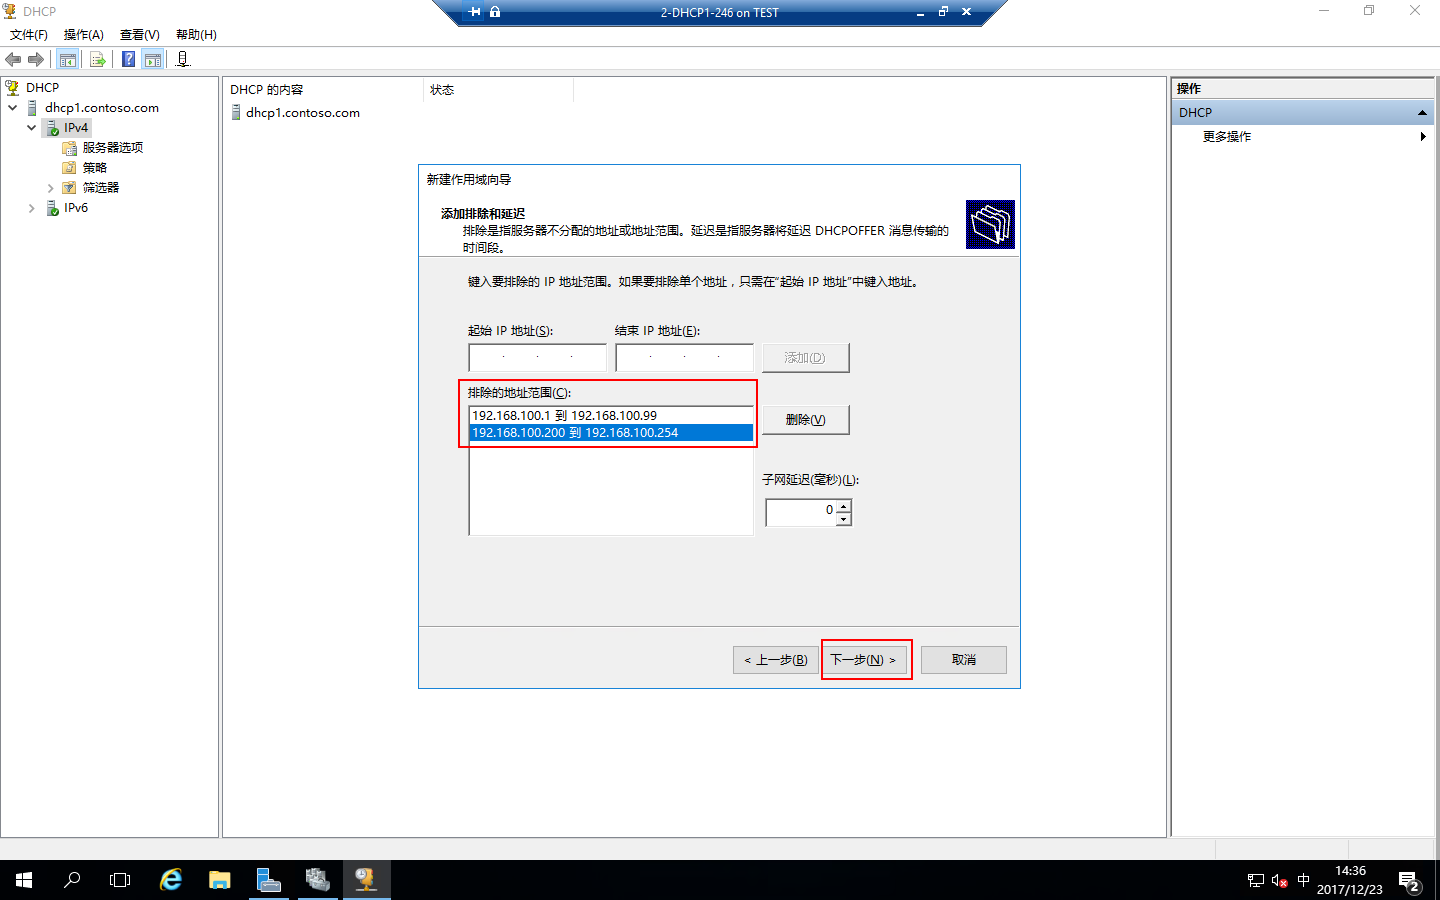 DHCP
2-DHCP1-246 on TEST
文件(F) 操作(A) 查看(V) 帮助(H)
DHCP
dhcp1.contoso.com
IPv4
服务器选项
策略
筛选器
IPv6
DHCP 的内容 状态
dhcp1.contoso.com
操作
DHCP
更多操作
新建作用域向导
添加排除和延迟
排除是指服务器不分配的地址或地址范围。延迟是指服务器将延迟 DHCPOFFER 消息传输的
时间段。
键入要排除的 IP 地址范围。如果要排除单个地址，只需在"起始 IP 地址"中键入地址。
起始 IP 地址(S): 结束 IP 地址(E):
添加(D)
排除的地址范围(C):
192.168.100.1 到 192.168.100.99
192.168.100.200 到 192.168.100.254
删除(V)
子网延迟(毫秒)(L):
0
< 上一步(B) 下一步(N) > 取消
中
14:36
2017/12/23
2